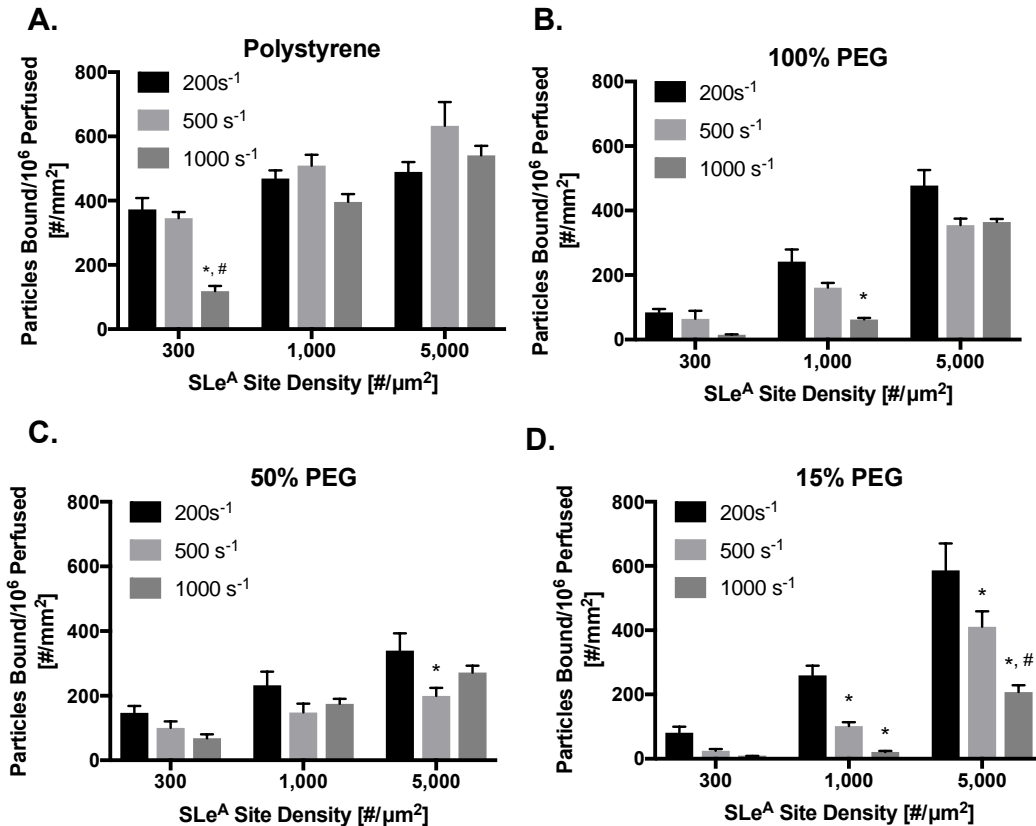 A.
Polystyrene
800
600
400
200
0
200s⁻¹
500 s⁻¹
1000 s⁻¹
*, #
Particles Bound/10⁶ Perfused
[#/mm²]
300 1,000 5,000
SLeᴬ Site Density [#/µm²]
B.
100% PEG
800
600
400
200
0
200s⁻¹
500 s⁻¹
1000 s⁻¹
*
Particles Bound/10⁶ Perfused
[#/mm²]
300 1,000 5,000
SLeᴬ Site Density [#/µm²]
C.
50% PEG
800
600
400
200
0
200s⁻¹
500 s⁻¹
1000 s⁻¹
*
Particles Bound/10⁶ Perfused
[#/mm²]
300 1,000 5,000
SLeᴬ Site Density [#/µm²]
D.
15% PEG
800
600
400
200
0
200s⁻¹
500 s⁻¹
1000 s⁻¹
*
*
*
*, #
Particles Bound/10⁶ Perfused
[#/mm²]
300 1,000 5,000
SLeᴬ Site Density [#/µm²]